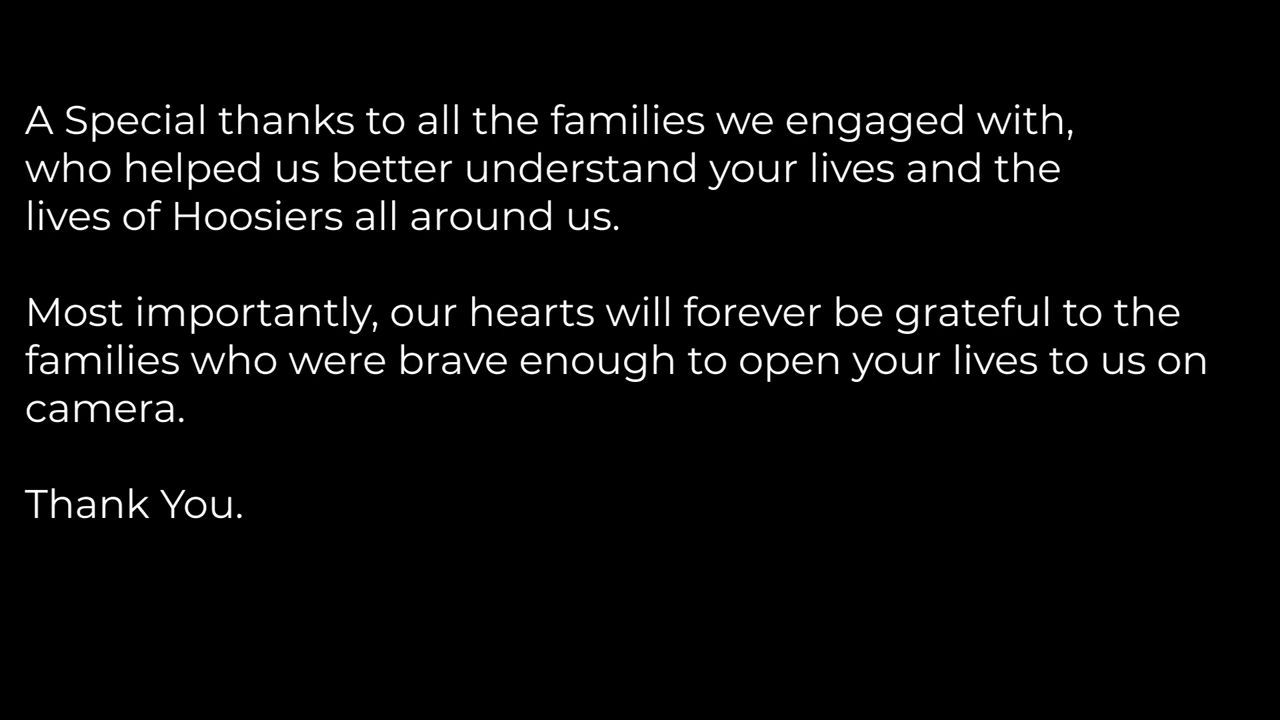 A Special thanks to all the families we engaged with,
who helped us better understand your lives and the
lives of Hoosiers all around us.
Most importantly, our hearts will forever be grateful to the
families who were brave enough to open your lives to us on
camera.
Thank You.